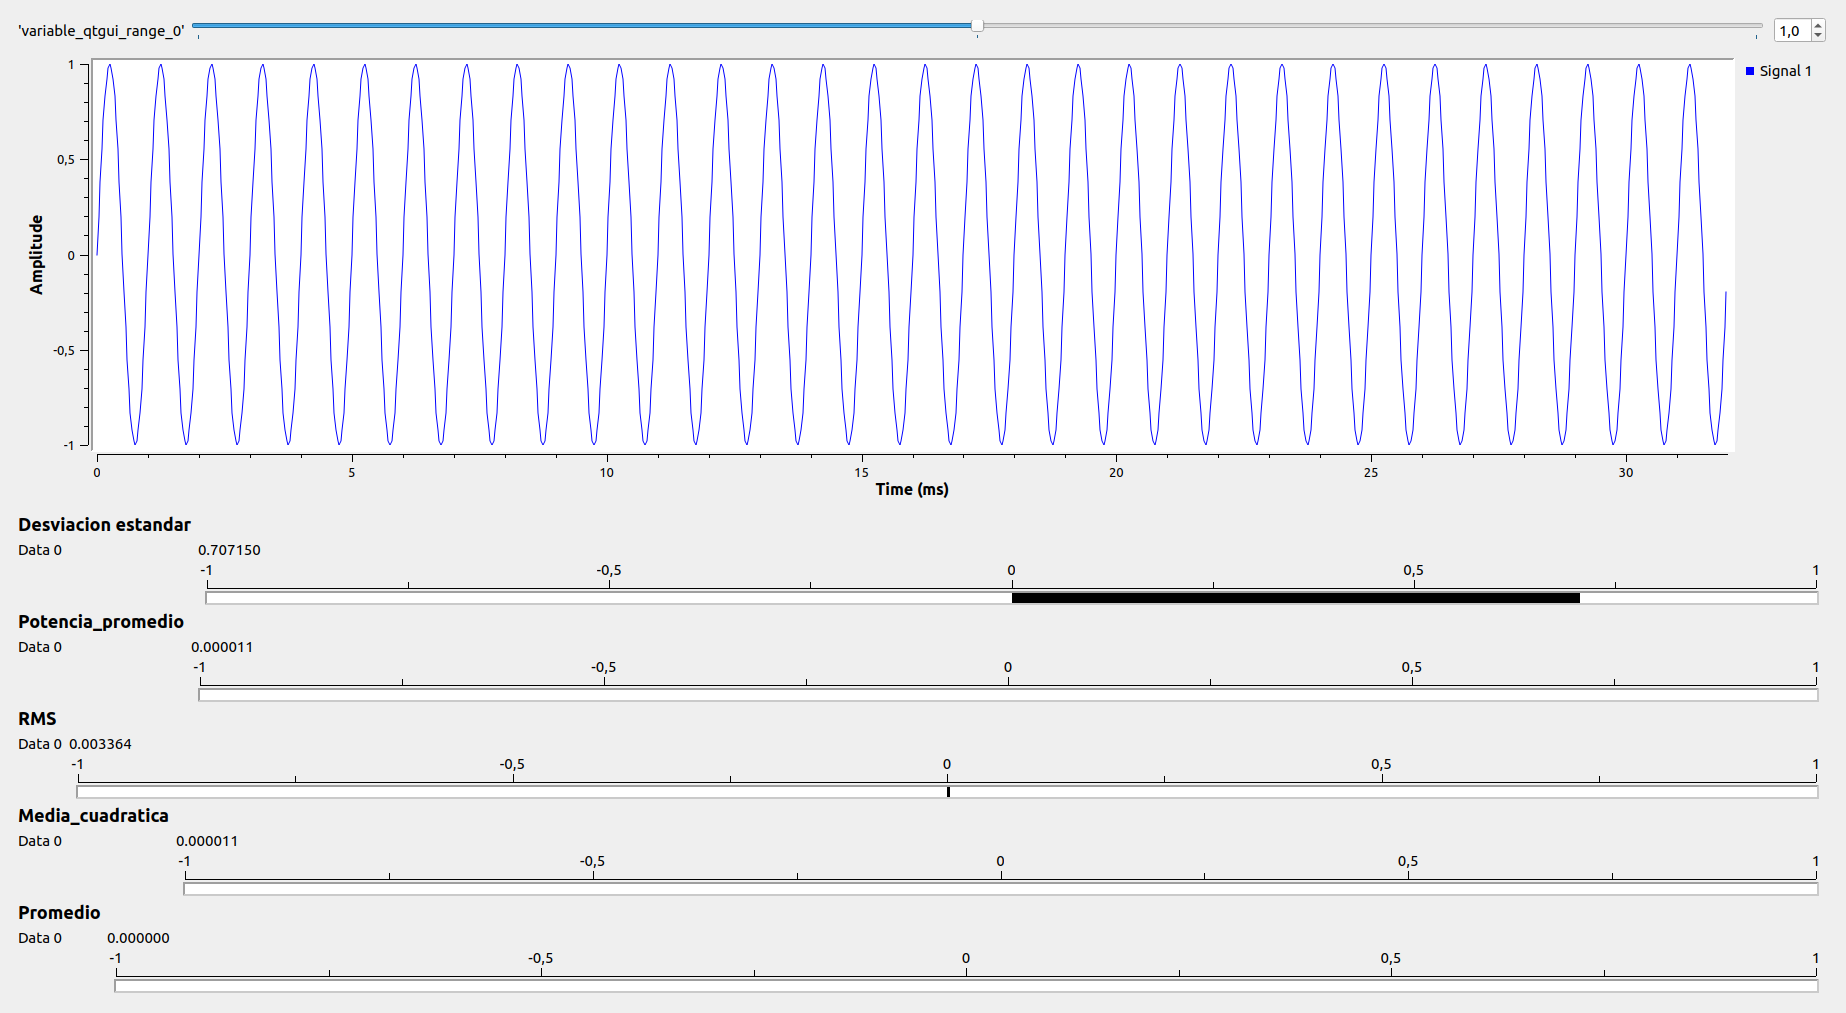 'variable_qtgui_range_0' 1,0
Signal 1
1
0,5
0
-0,5
-1
Amplitude
0 5 10 15 20 25 30
Time (ms)
Desviacion estandar
Data 0 0.707150
-1 -0,5 0 0,5 1
Potencia_promedio
Data 0 0.000011
-1 -0,5 0 0,5 1
RMS
Data 0 0.003364
-1 -0,5 0 0,5 1
Media_cuadratica
Data 0 0.000011
-1 -0,5 0 0,5 1
Promedio
Data 0 0.000000
-1 -0,5 0 0,5 1